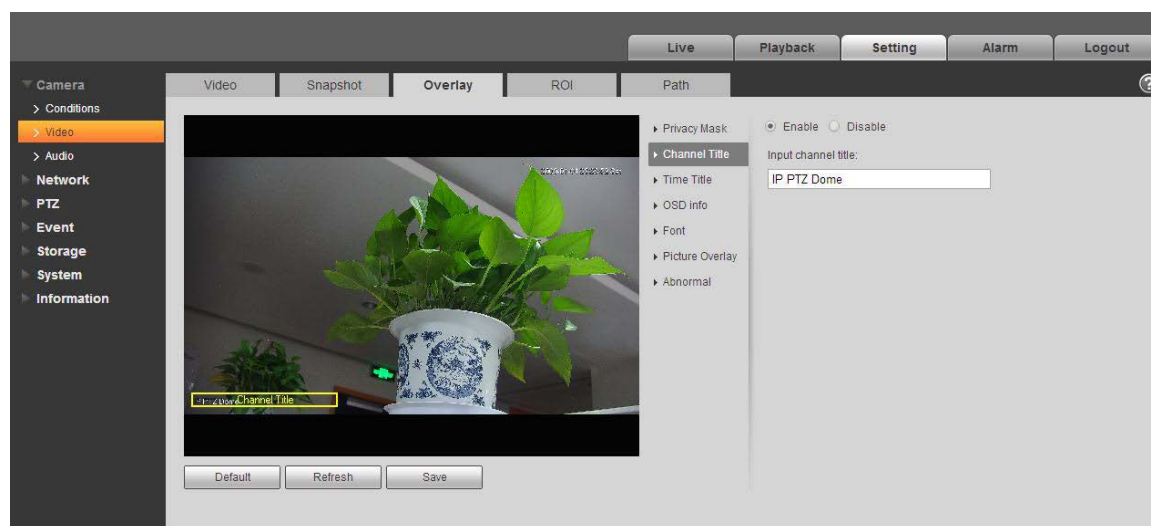 Live
Playback
Setting
Alarm
Logout
Camera
Conditions
Video
Audio
Network
PTZ
Event
Storage
System
Information
Video
Snapshot
Overlay
ROI
Path
?
Channel Title
Default
Refresh
Save
Privacy Mask
Channel Title
Time Title
OSD info
Font
Picture Overlay
Abnormal
Enable
Disable
Input channel title:
IP PTZ Dome